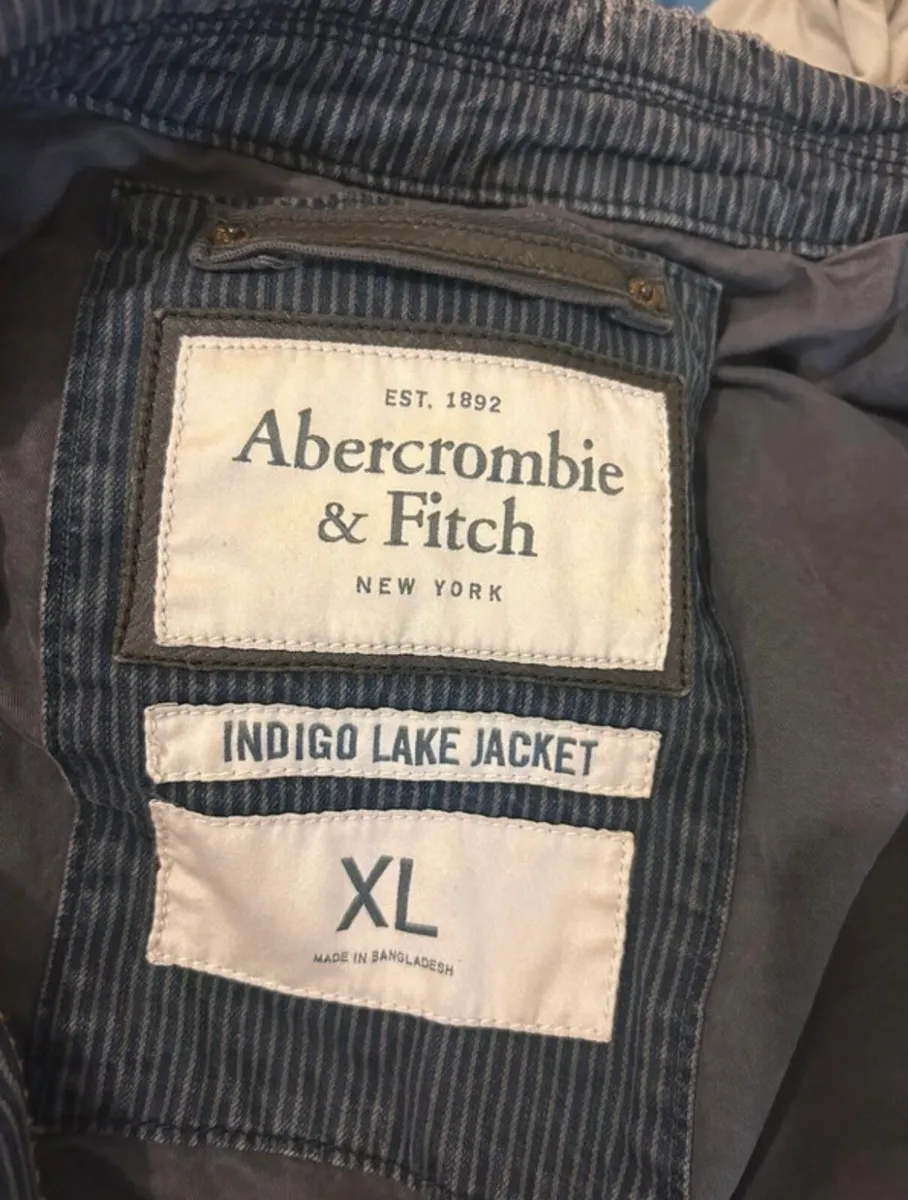 EST. 1892
Abercrombie
& Fitch
NEW YORK
INDIGO LAKE JACKET
XL
MADE IN BANGLADESH